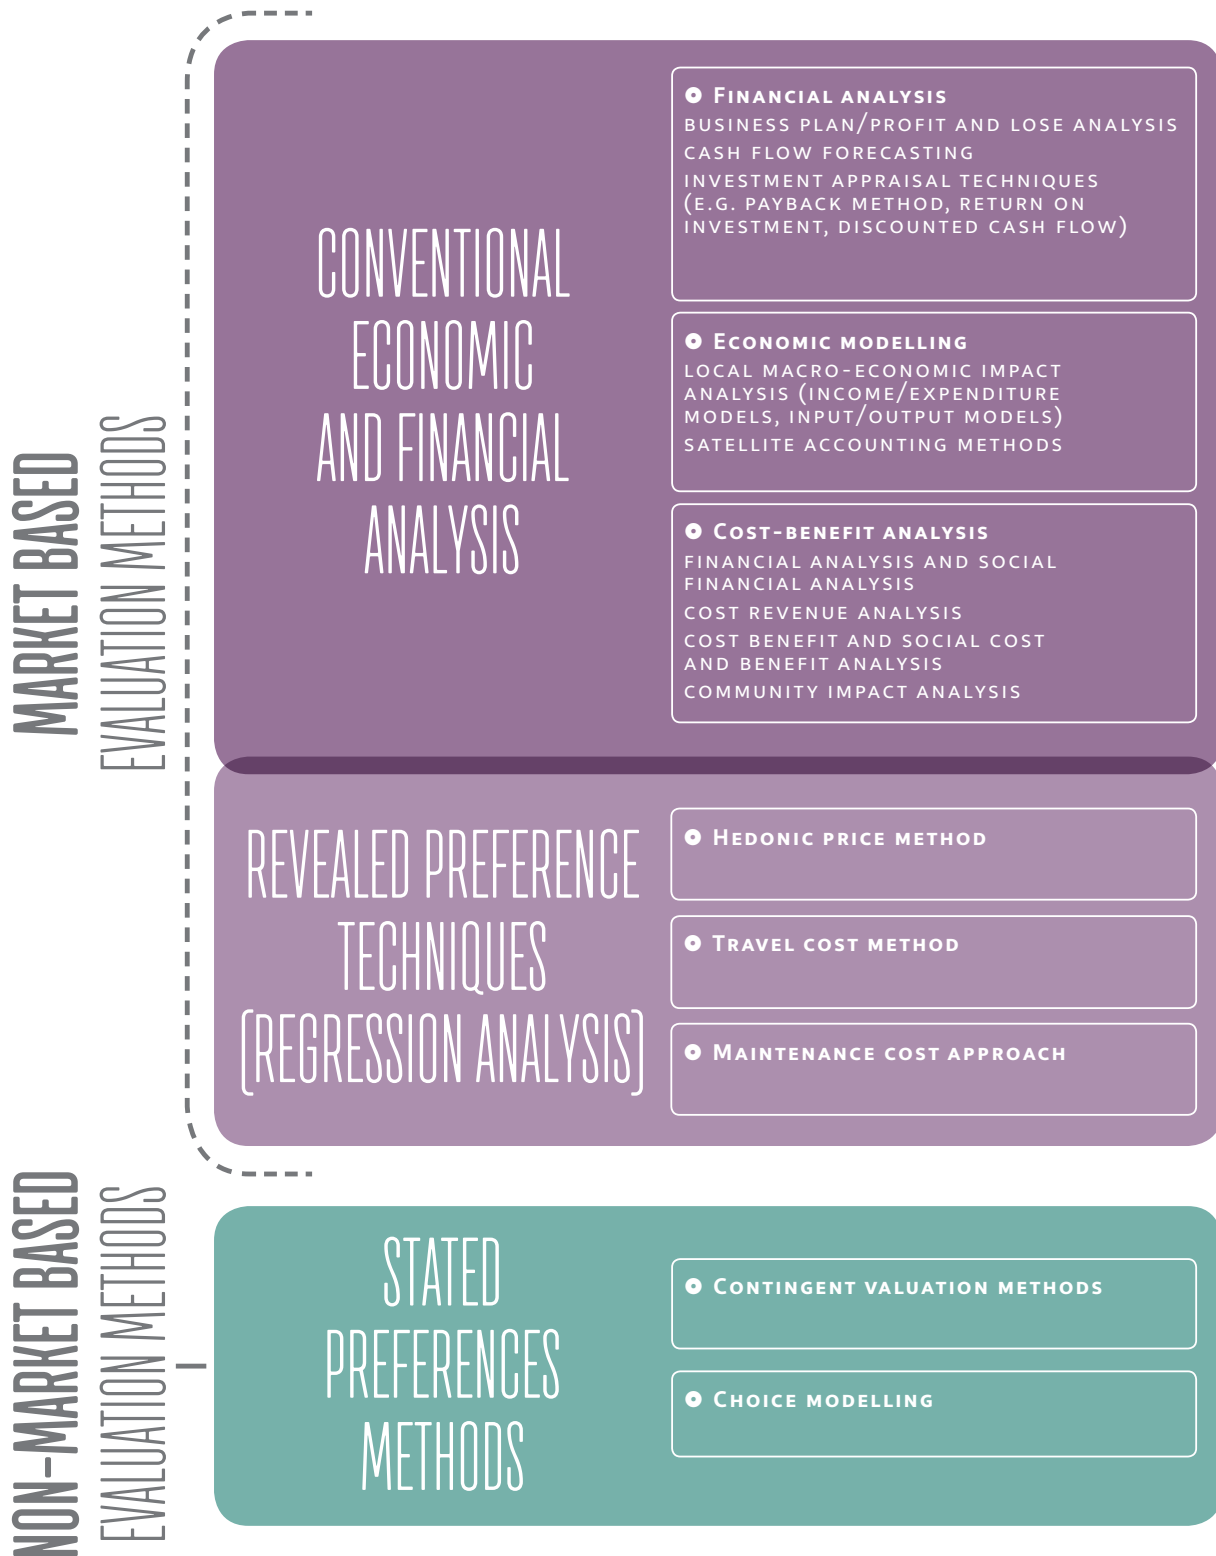 MARKET BASED
EVALUATION METHODS
CONVENTIONAL
ECONOMIC
AND FINANCIAL
ANALYSIS
FINANCIAL ANALYSIS
BUSINESS PLAN/PROFIT AND LOSE ANALYSIS
CASH FLOW FORECASTING
INVESTMENT APPRAISAL TECHNIQUES
(E.G. PAYBACK METHOD, RETURN ON
INVESTMENT, DISCOUNTED CASH FLOW)
ECONOMIC MODELLING
LOCAL MACRO-ECONOMIC IMPACT
ANALYSIS (INCOME/EXPENDITURE
MODELS, INPUT/OUTPUT MODELS)
SATELLITE ACCOUNTING METHODS
COST-BENEFIT ANALYSIS
FINANCIAL ANALYSIS AND SOCIAL
FINANCIAL ANALYSIS
COST REVENUE ANALYSIS
COST BENEFIT AND SOCIAL COST
AND BENEFIT ANALYSIS
COMMUNITY IMPACT ANALYSIS
REVEALED PREFERENCE
TECHNIQUES
(REGRESSION ANALYSIS)
HEDONIC PRICE METHOD
TRAVEL COST METHOD
MAINTENANCE COST APPROACH
NON-MARKET BASED
EVALUATION METHODS
STATED
PREFERENCES
METHODS
CONTINGENT VALUATION METHODS
CHOICE MODELLING